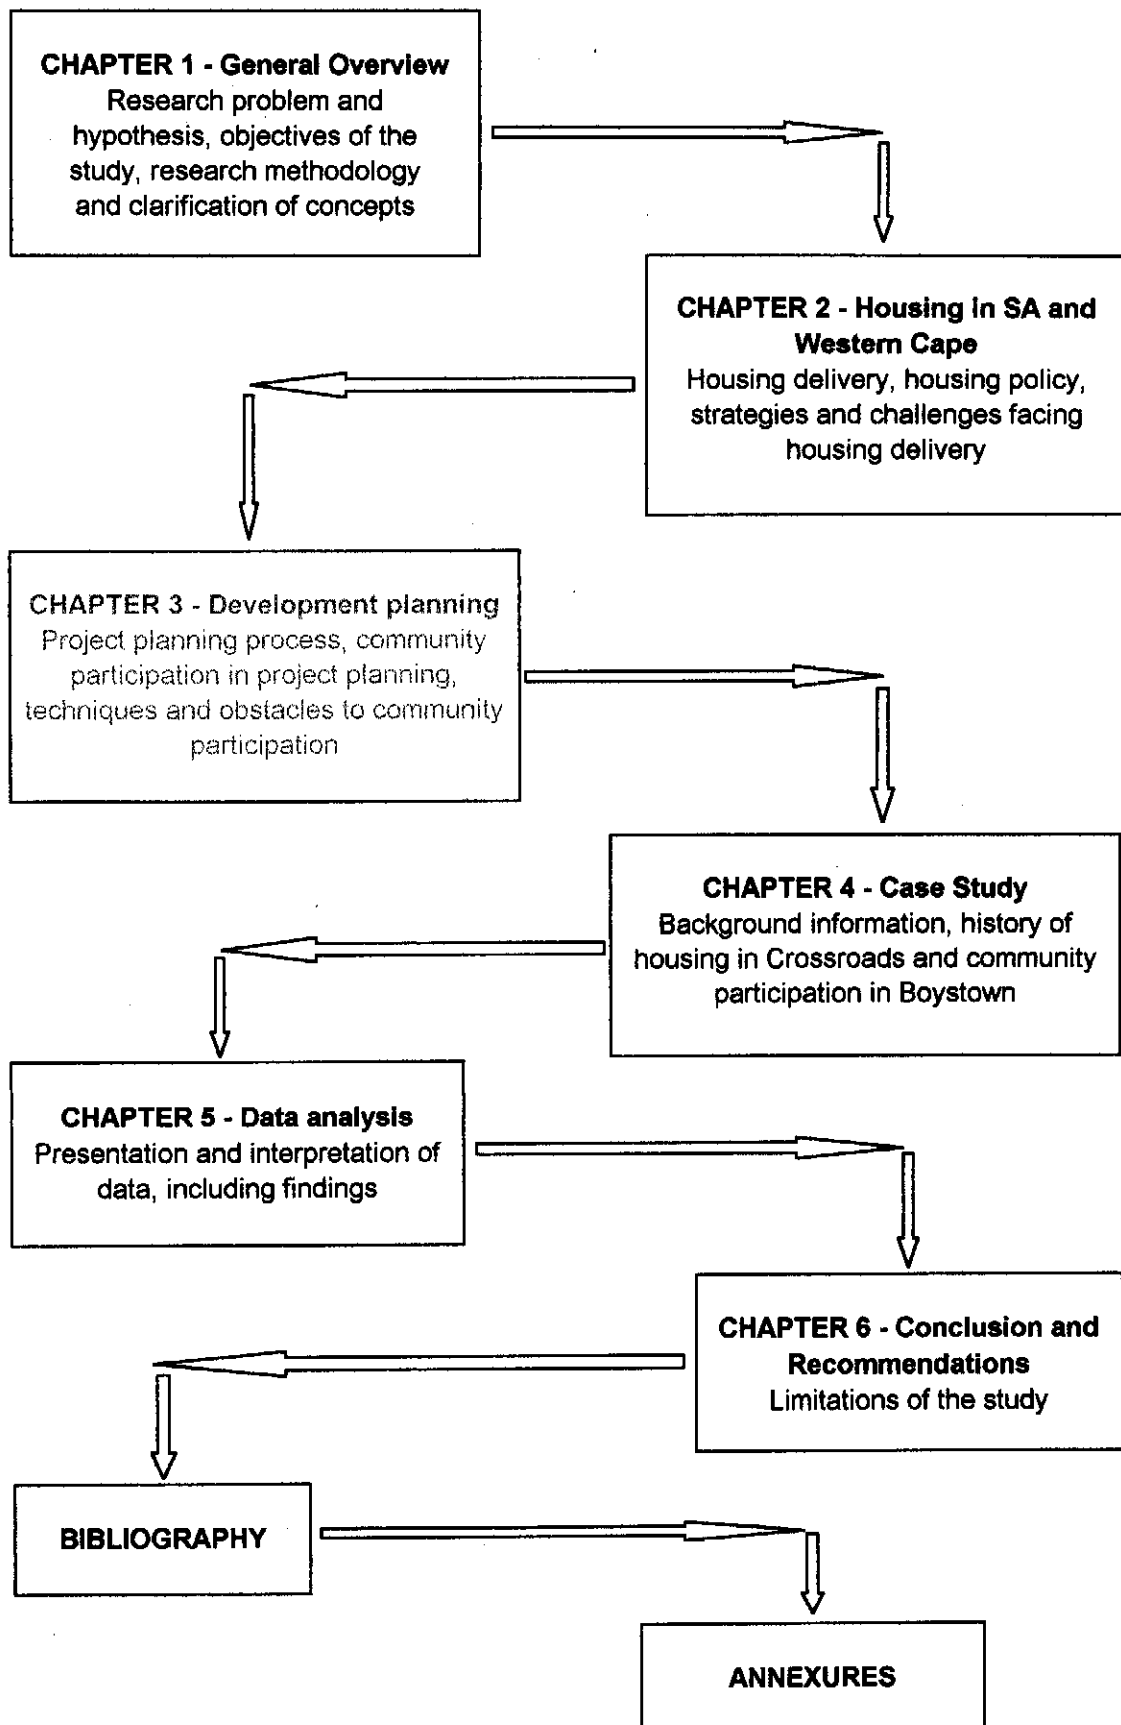 CHAPTER 1 - General Overview
Research problem and
hypothesis, objectives of the
study, research methodology
and clarification of concepts
CHAPTER 2 - Housing in SA and
Western Cape
Housing delivery, housing policy,
strategies and challenges facing
housing delivery
CHAPTER 3 - Development planning
Project planning process, community
participation in project planning,
techniques and obstacles to community
participation
CHAPTER 4 - Case Study
Background information, history of
housing in Crossroads and community
participation in Boystown
CHAPTER 5 - Data analysis
Presentation and interpretation of
data, including findings
CHAPTER 6 - Conclusion and
Recommendations
Limitations of the study
BIBLIOGRAPHY
ANNEXURES